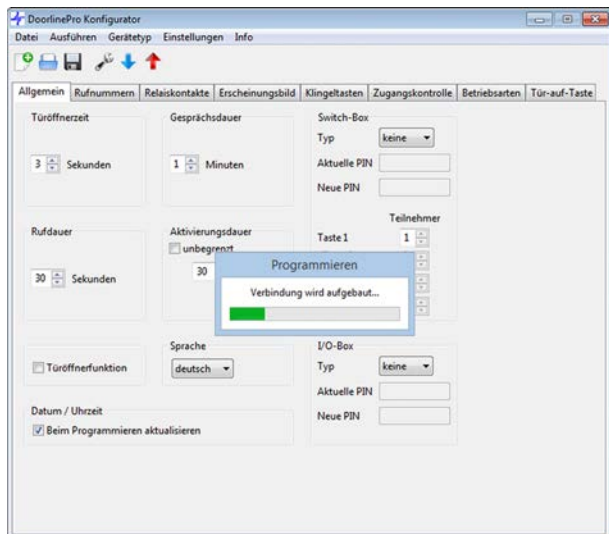 DoorlinePro Konfigurator
Datei Ausführen Gerätetyp Einstellungen Info
Allgemein Rufnummern Relaiskontakte Erscheinungsbild Klingeltasten Zugangskontrolle Betriebsarten Tür-auf-Taste
Türöffnerzeit
3 Sekunden
Gesprächsdauer
1 Minuten
Switch-Box
Typ keine
Aktuelle PIN
Neue PIN
Teilnehmer
Taste 1 1
Rufdauer
30 Sekunden
Aktivierungsdauer
unbegrenzt
30
Programmieren
Verbindung wird aufgebaut...
Türöffnerfunktion
Sprache
deutsch
I/O-Box
Typ keine
Aktuelle PIN
Neue PIN
Datum / Uhrzeit
Beim Programmieren aktualisieren